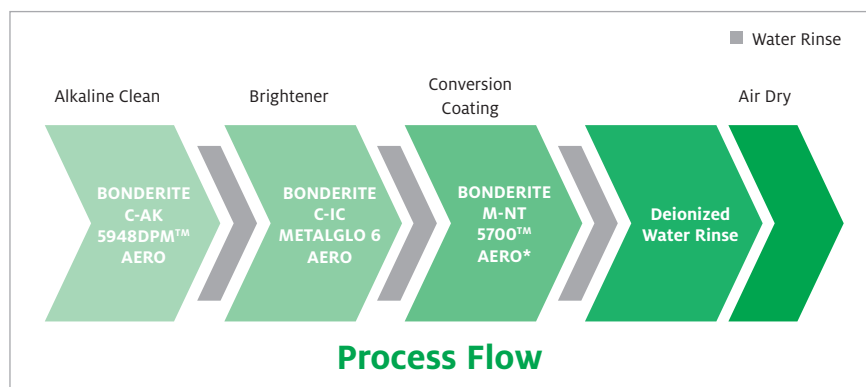 Water Rinse
Alkaline Clean
Brightener
Conversion
Coating
Air Dry
BONDERITE
C-AK
5948DPM™
AERO
BONDERITE
C-IC
METALGLO 6
AERO
BONDERITE
M-NT
5700™
AERO*
Deionized
Water Rinse
Process Flow